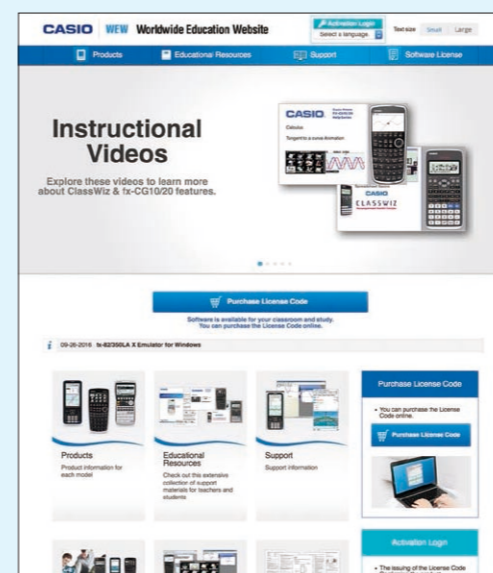 CASIO WEW Worldwide Education Website
Activation Login
Select a language.
Text size Small Large
Products
Educational Resources
Support
Software License
Instructional
Videos
Explore these videos to learn more
about ClassWiz & fx-CG10/20 features.
CASIO
Calculus
Tangent to a curve Animation
CASIO
CLASSWIZ
Purchase License Code
Software is available for your classroom and study.
You can purchase the License Code online.
i 09-26-2016 fx-82/350LA X Emulator for Windows
Products
Product information for
each model
Educational
Resources
Check out this extensive
collection of support
materials for teachers and
students
Support
Support information
Purchase License Code
• You can purchase the License
Code online.
Purchase License Code
Activation Login
• The issuing of the License Code